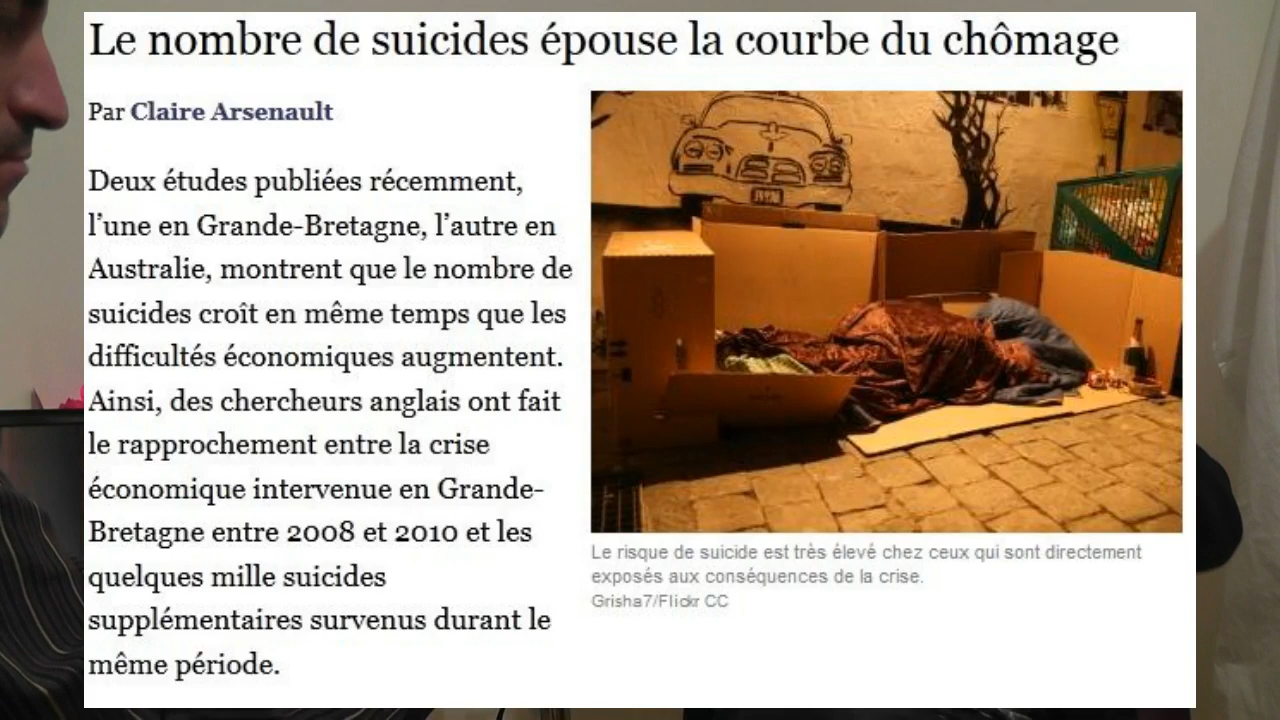 Le nombre de suicides épouse la courbe du chômage
Par Claire Arsenault
Deux études publiées récemment,
l’une en Grande-Bretagne, l’autre en
Australie, montrent que le nombre de
suicides croît en même temps que les
difficultés économiques augmentent.
Ainsi, des chercheurs anglais ont fait
le rapprochement entre la crise
économique intervenue en Grande-
Bretagne entre 2008 et 2010 et les
quelques mille suicides
supplémentaires survenus durant le
même période.
Le risque de suicide est très élevé chez ceux qui sont directement
exposés aux conséquences de la crise.
Grisha7/Flickr CC